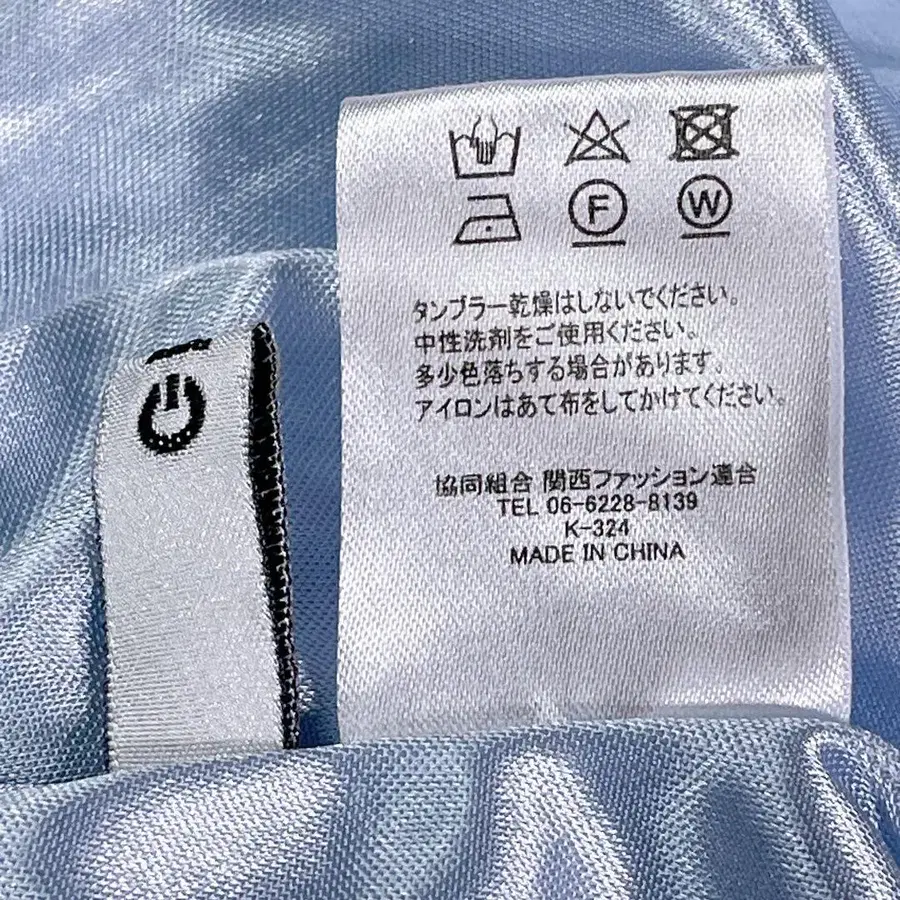 F W
タンブラー乾燥はしないでください。
中性洗剤をご使用ください。
多少色落ちする場合があります。
アイロンはあて布をしてかけてください。
協同組合 関西ファッション連合
TEL 06-6228-8139
K-324
MADE IN CHINA